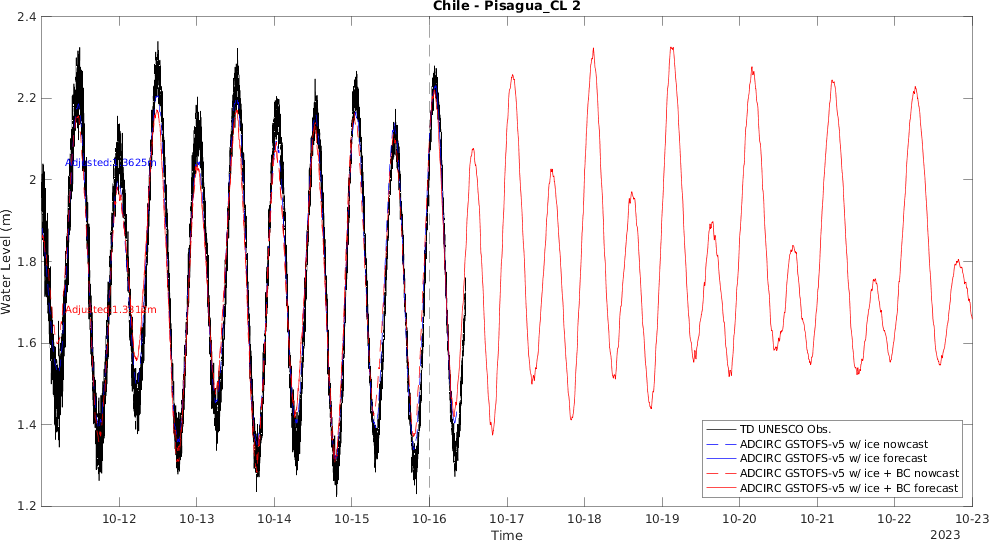 Chile - Pisagua_CL 2
Water Level (m)
2.4
2.2
2
1.8
1.6
1.4
1.2
Adjusted:
3625m
Adjusted:1.3312m
TD UNESCO Obs.
ADCIRC GSTOFS-v5 w/ ice nowcast
ADCIRC GSTOFS-v5 w/ ice forecast
ADCIRC GSTOFS-v5 w/ ice + BC nowcast
ADCIRC GSTOFS-v5 w/ ice + BC forecast
10-12 10-13 10-14 10-15 10-16 10-17 10-18 10-19 10-20 10-21 10-22 10-23
Time
2023